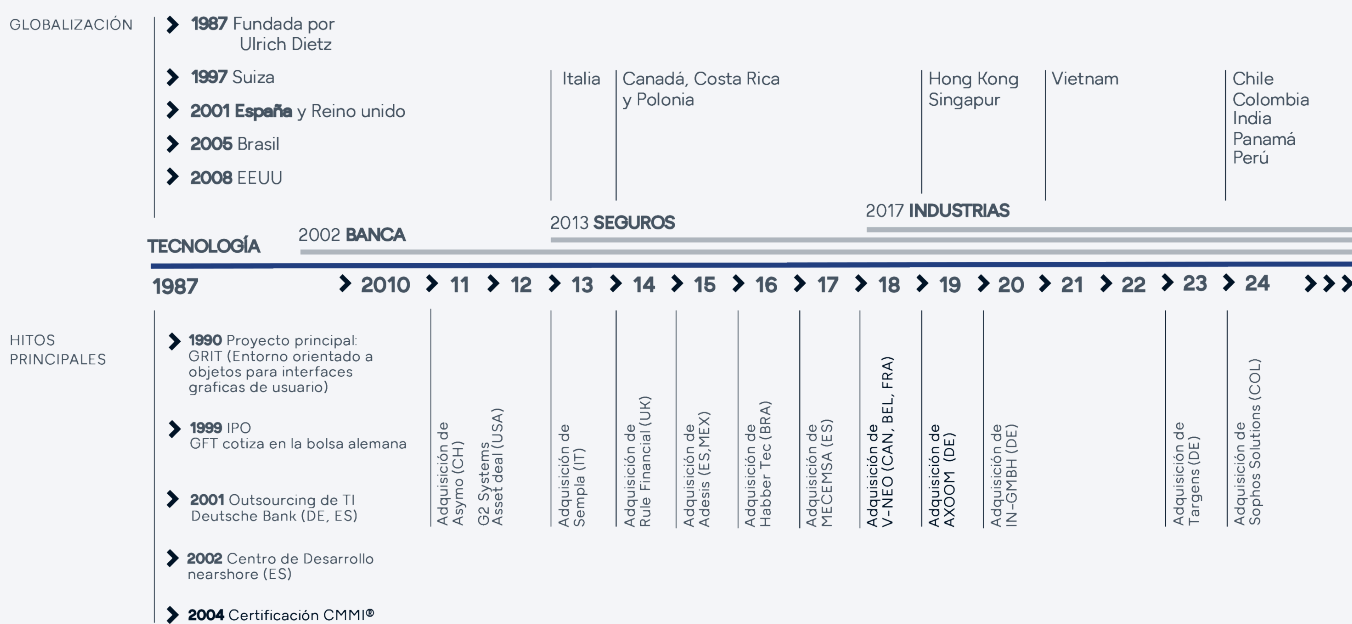 GLOBALIZACIÓN
1987 Fundada por
Ulrich Dietz
1997 Suiza
2001 España y Reino unido
2005 Brasil
2008 EEUU
Italia
Canadá, Costa Rica
y Polonia
Hong Kong
Singapur
Vietnam
Chile
Colombia
India
Panamá
Perú
TECNOLOGÍA
2002 BANCA
2013 SEGUROS
2017 INDUSTRIAS
1987 2010 11 12 13 14 15 16 17 18 19 20 21 22 23 24
HITOS
PRINCIPALES
1990 Proyecto principal:
GRIT (Entorno orientado a
objetos para interfaces
graficas de usuario)
1999 IPO
GFT cotiza en la bolsa alemana
2001 Outsourcing de TI
Deutsche Bank (DE, ES)
2002 Centro de Desarrollo
nearshore (ES)
2004 Certificación CMMI®
Adquisición de
Asymo (CH)
G2 Systems
Asset deal (USA)
Adquisición de
Sempla (IT)
Adquisición de
Rule Financial (UK)
Adquisición de
Adesis (ES,MEX)
Adquisición de
Habber Tec (BRA)
Adquisición de
MECEMSA (ES)
Adquisición de
V-NEO (CAN, BEL, FRA)
Adquisición de
AXOOM (DE)
Adquisición de
IN-GMBH (DE)
Adquisición de
Targens (DE)
Adquisición de
Sophos Solutions (COL)